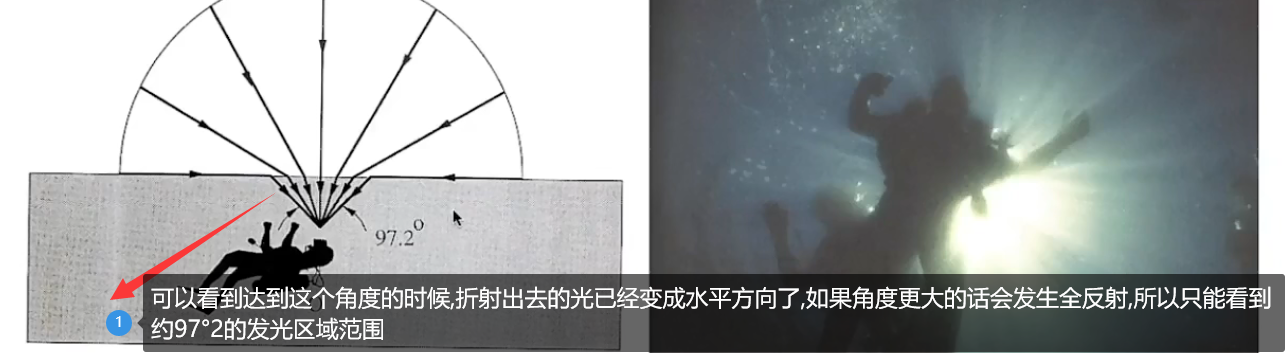 97.2°
1
可以看到达到这个角度的时候,折射出去的光已经变成水平方向了,如果角度更大的话会发生全反射,所以只能看到
约97°2的发光区域范围